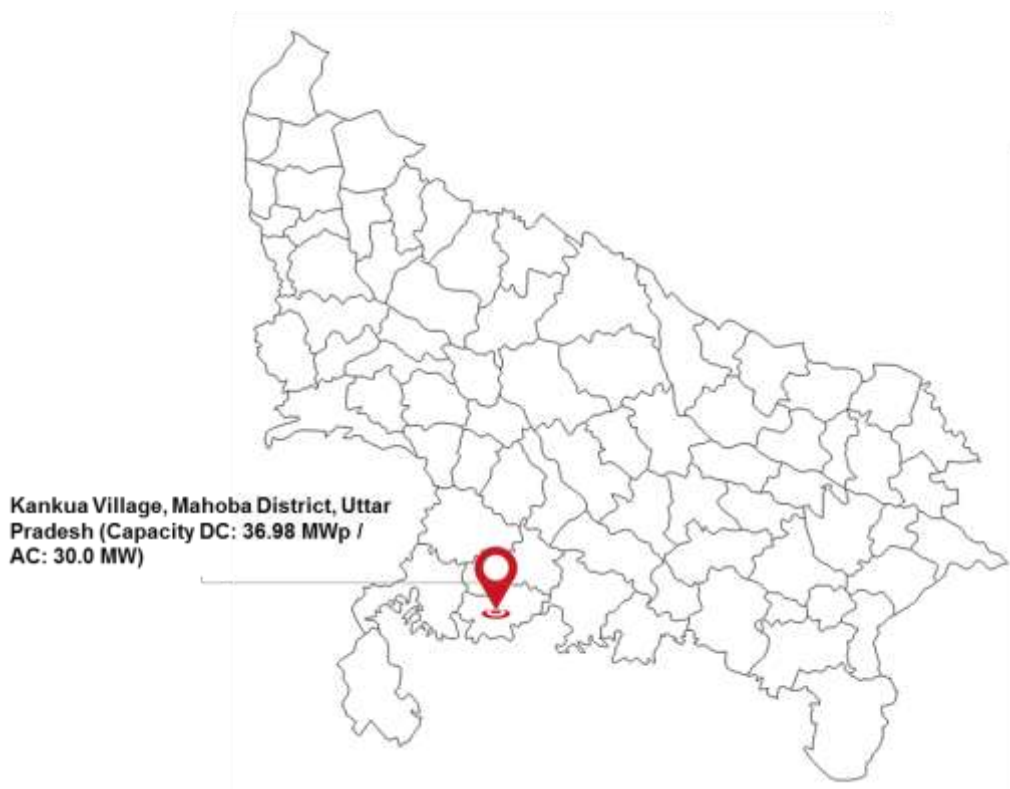 Kankua Village, Mahoba District, Uttar
Pradesh (Capacity DC: 36.98 MWp /
AC: 30.0 MW)